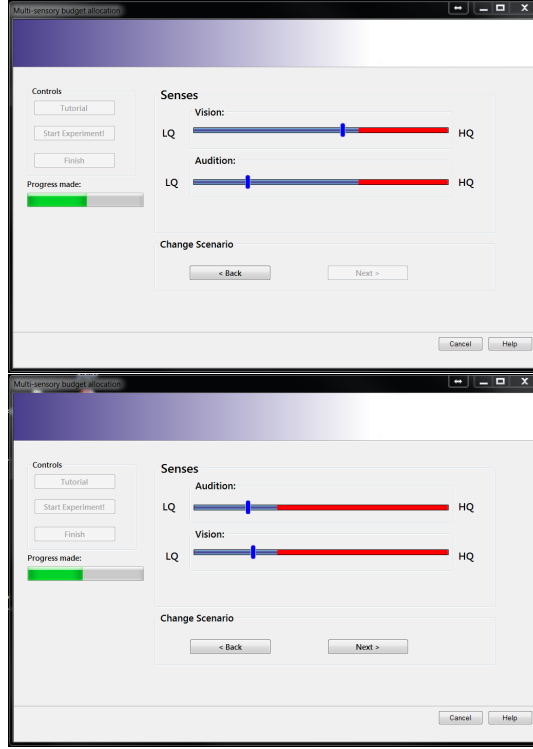 Multi-sensory budget allocation
Controls
Tutorial
Start Experiment!
Finish
Progress made:
Senses
Vision:
LQ HQ
Audition:
LQ HQ
Change Scenario
< Back Next >
Cancel Help
Multi-sensory budget allocation
Controls
Tutorial
Start Experiment!
Finish
Progress made:
Senses
Audition:
LQ HQ
Vision:
LQ HQ
Change Scenario
< Back Next >
Cancel Help